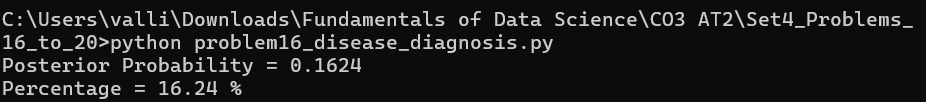 C:\Users\valli\Downloads\Fundamentals of Data Science\CO3 AT2\Set4_Problems_
16_to_20>python problem16_disease_diagnosis.py
Posterior Probability = 0.1624
Percentage = 16.24 %